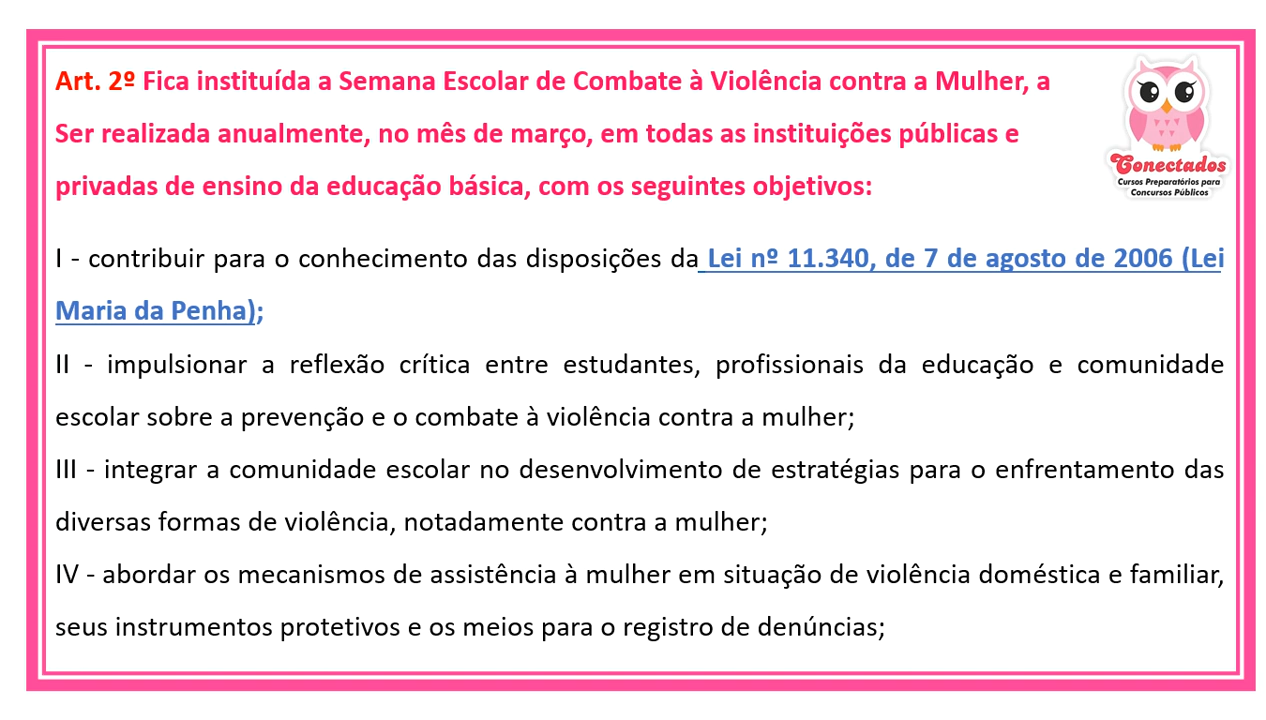 Art. 2º Fica instituída a Semana Escolar de Combate à Violência contra a Mulher, a
Ser realizada anualmente, no mês de março, em todas as instituições públicas e
privadas de ensino da educação básica, com os seguintes objetivos:
Conectados
Cursos Preparatórios para
Concursos Públicos
I - contribuir para o conhecimento das disposições da Lei nº 11.340, de 7 de agosto de 2006 (Lei
Maria da Penha);
II - impulsionar a reflexão crítica entre estudantes, profissionais da educação e comunidade
escolar sobre a prevenção e o combate à violência contra a mulher;
III - integrar a comunidade escolar no desenvolvimento de estratégias para o enfrentamento das
diversas formas de violência, notadamente contra a mulher;
IV - abordar os mecanismos de assistência à mulher em situação de violência doméstica e familiar,
seus instrumentos protetivos e os meios para o registro de denúncias;